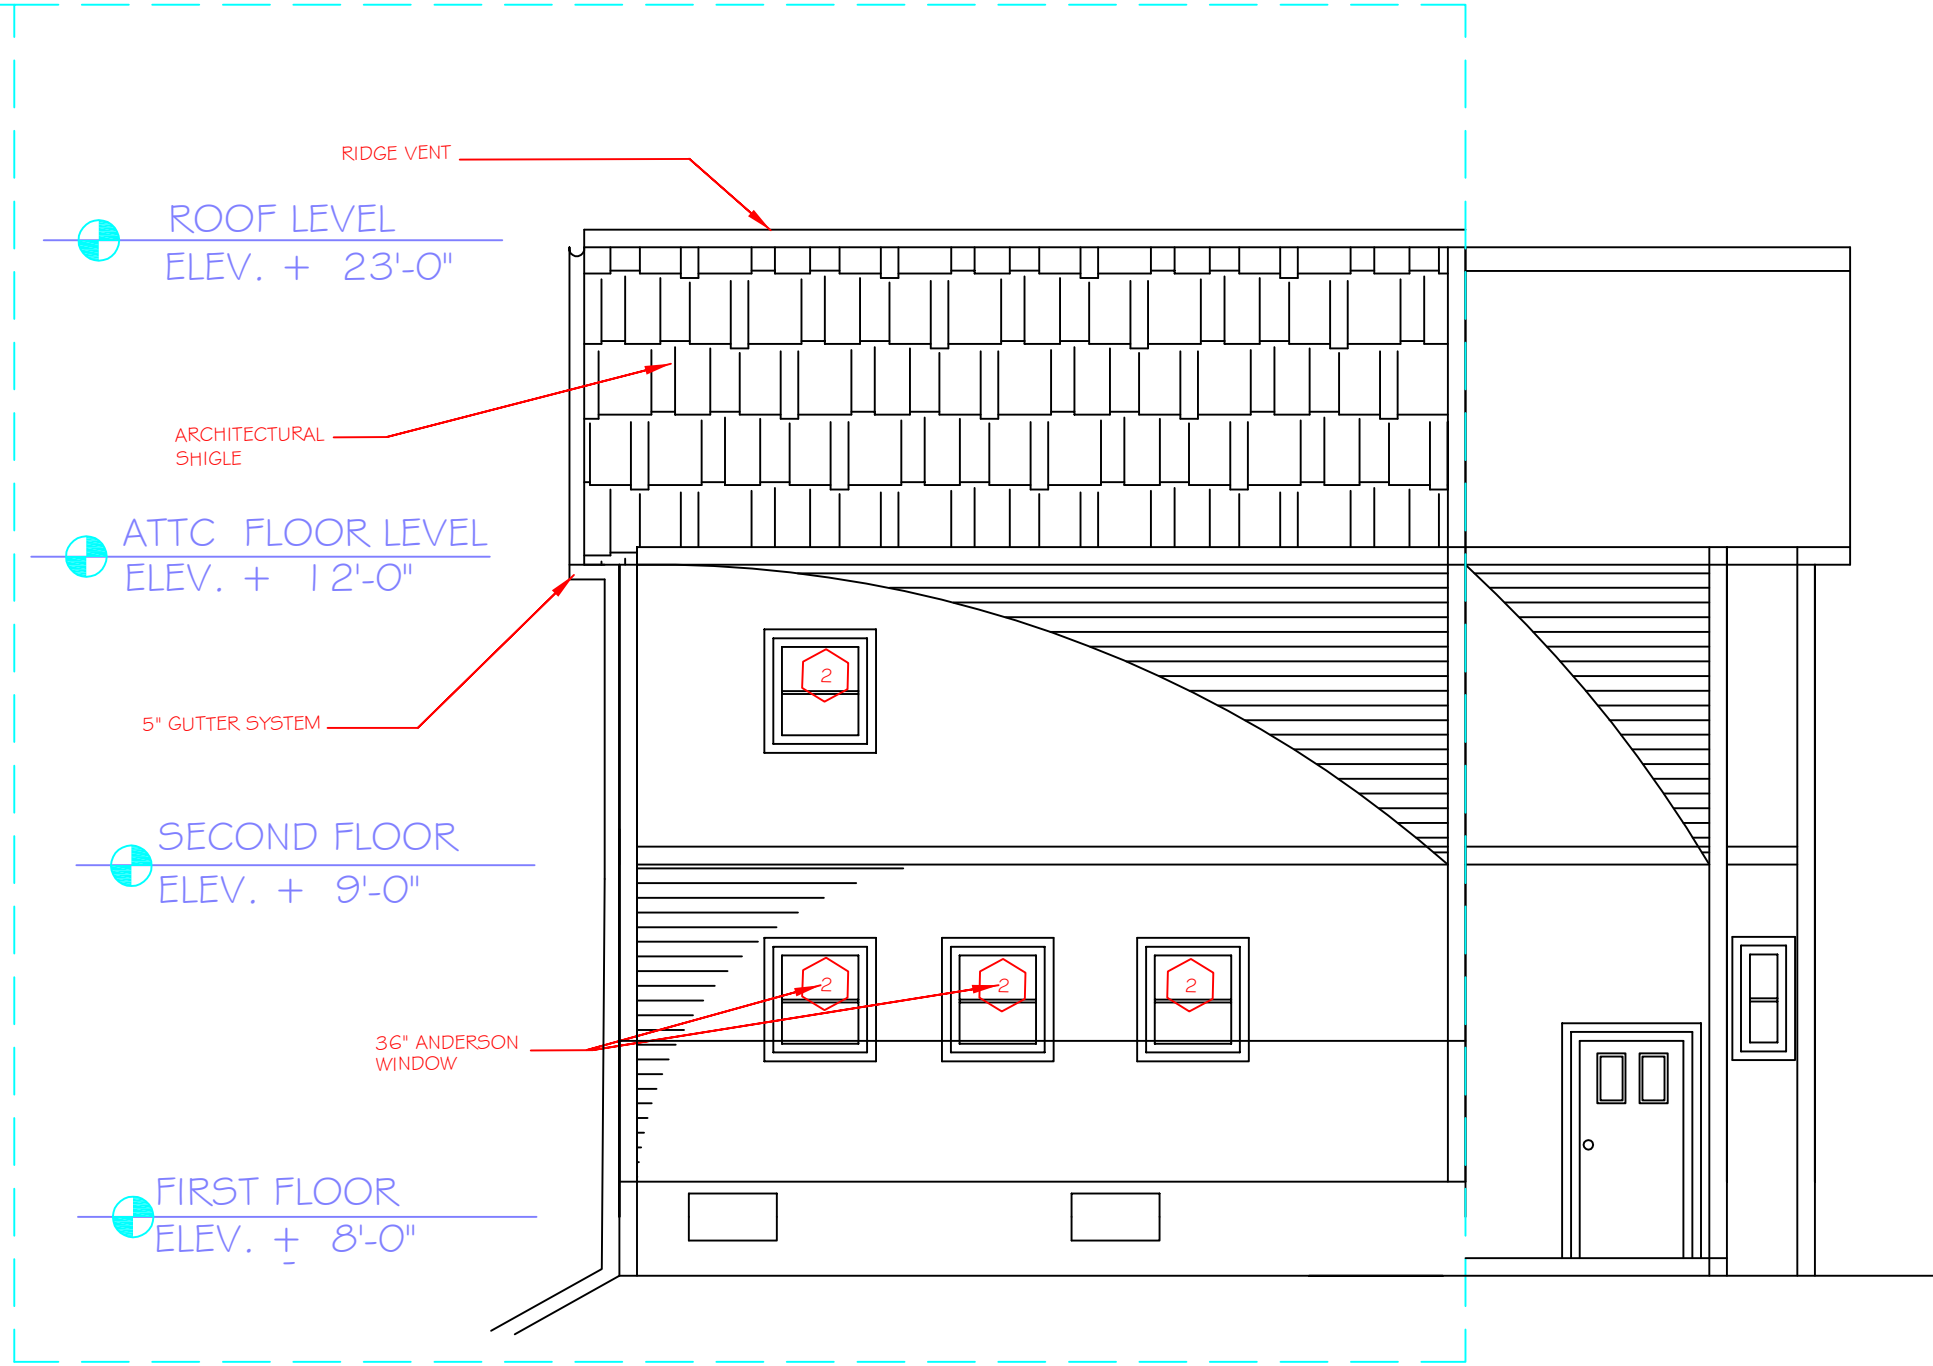 RIDGE VENT
ROOF LEVEL
ELEV. + 23'-0"
ARCHITECTURAL
SHIGLE
ATTC FLOOR LEVEL
ELEV. + 12'-0"
2
5" GUTTER SYSTEM
SECOND FLOOR
ELEV. + 9'-0"
2
2
2
36" ANDERSON
WINDOW
FIRST FLOOR
ELEV. ± 8'-0"